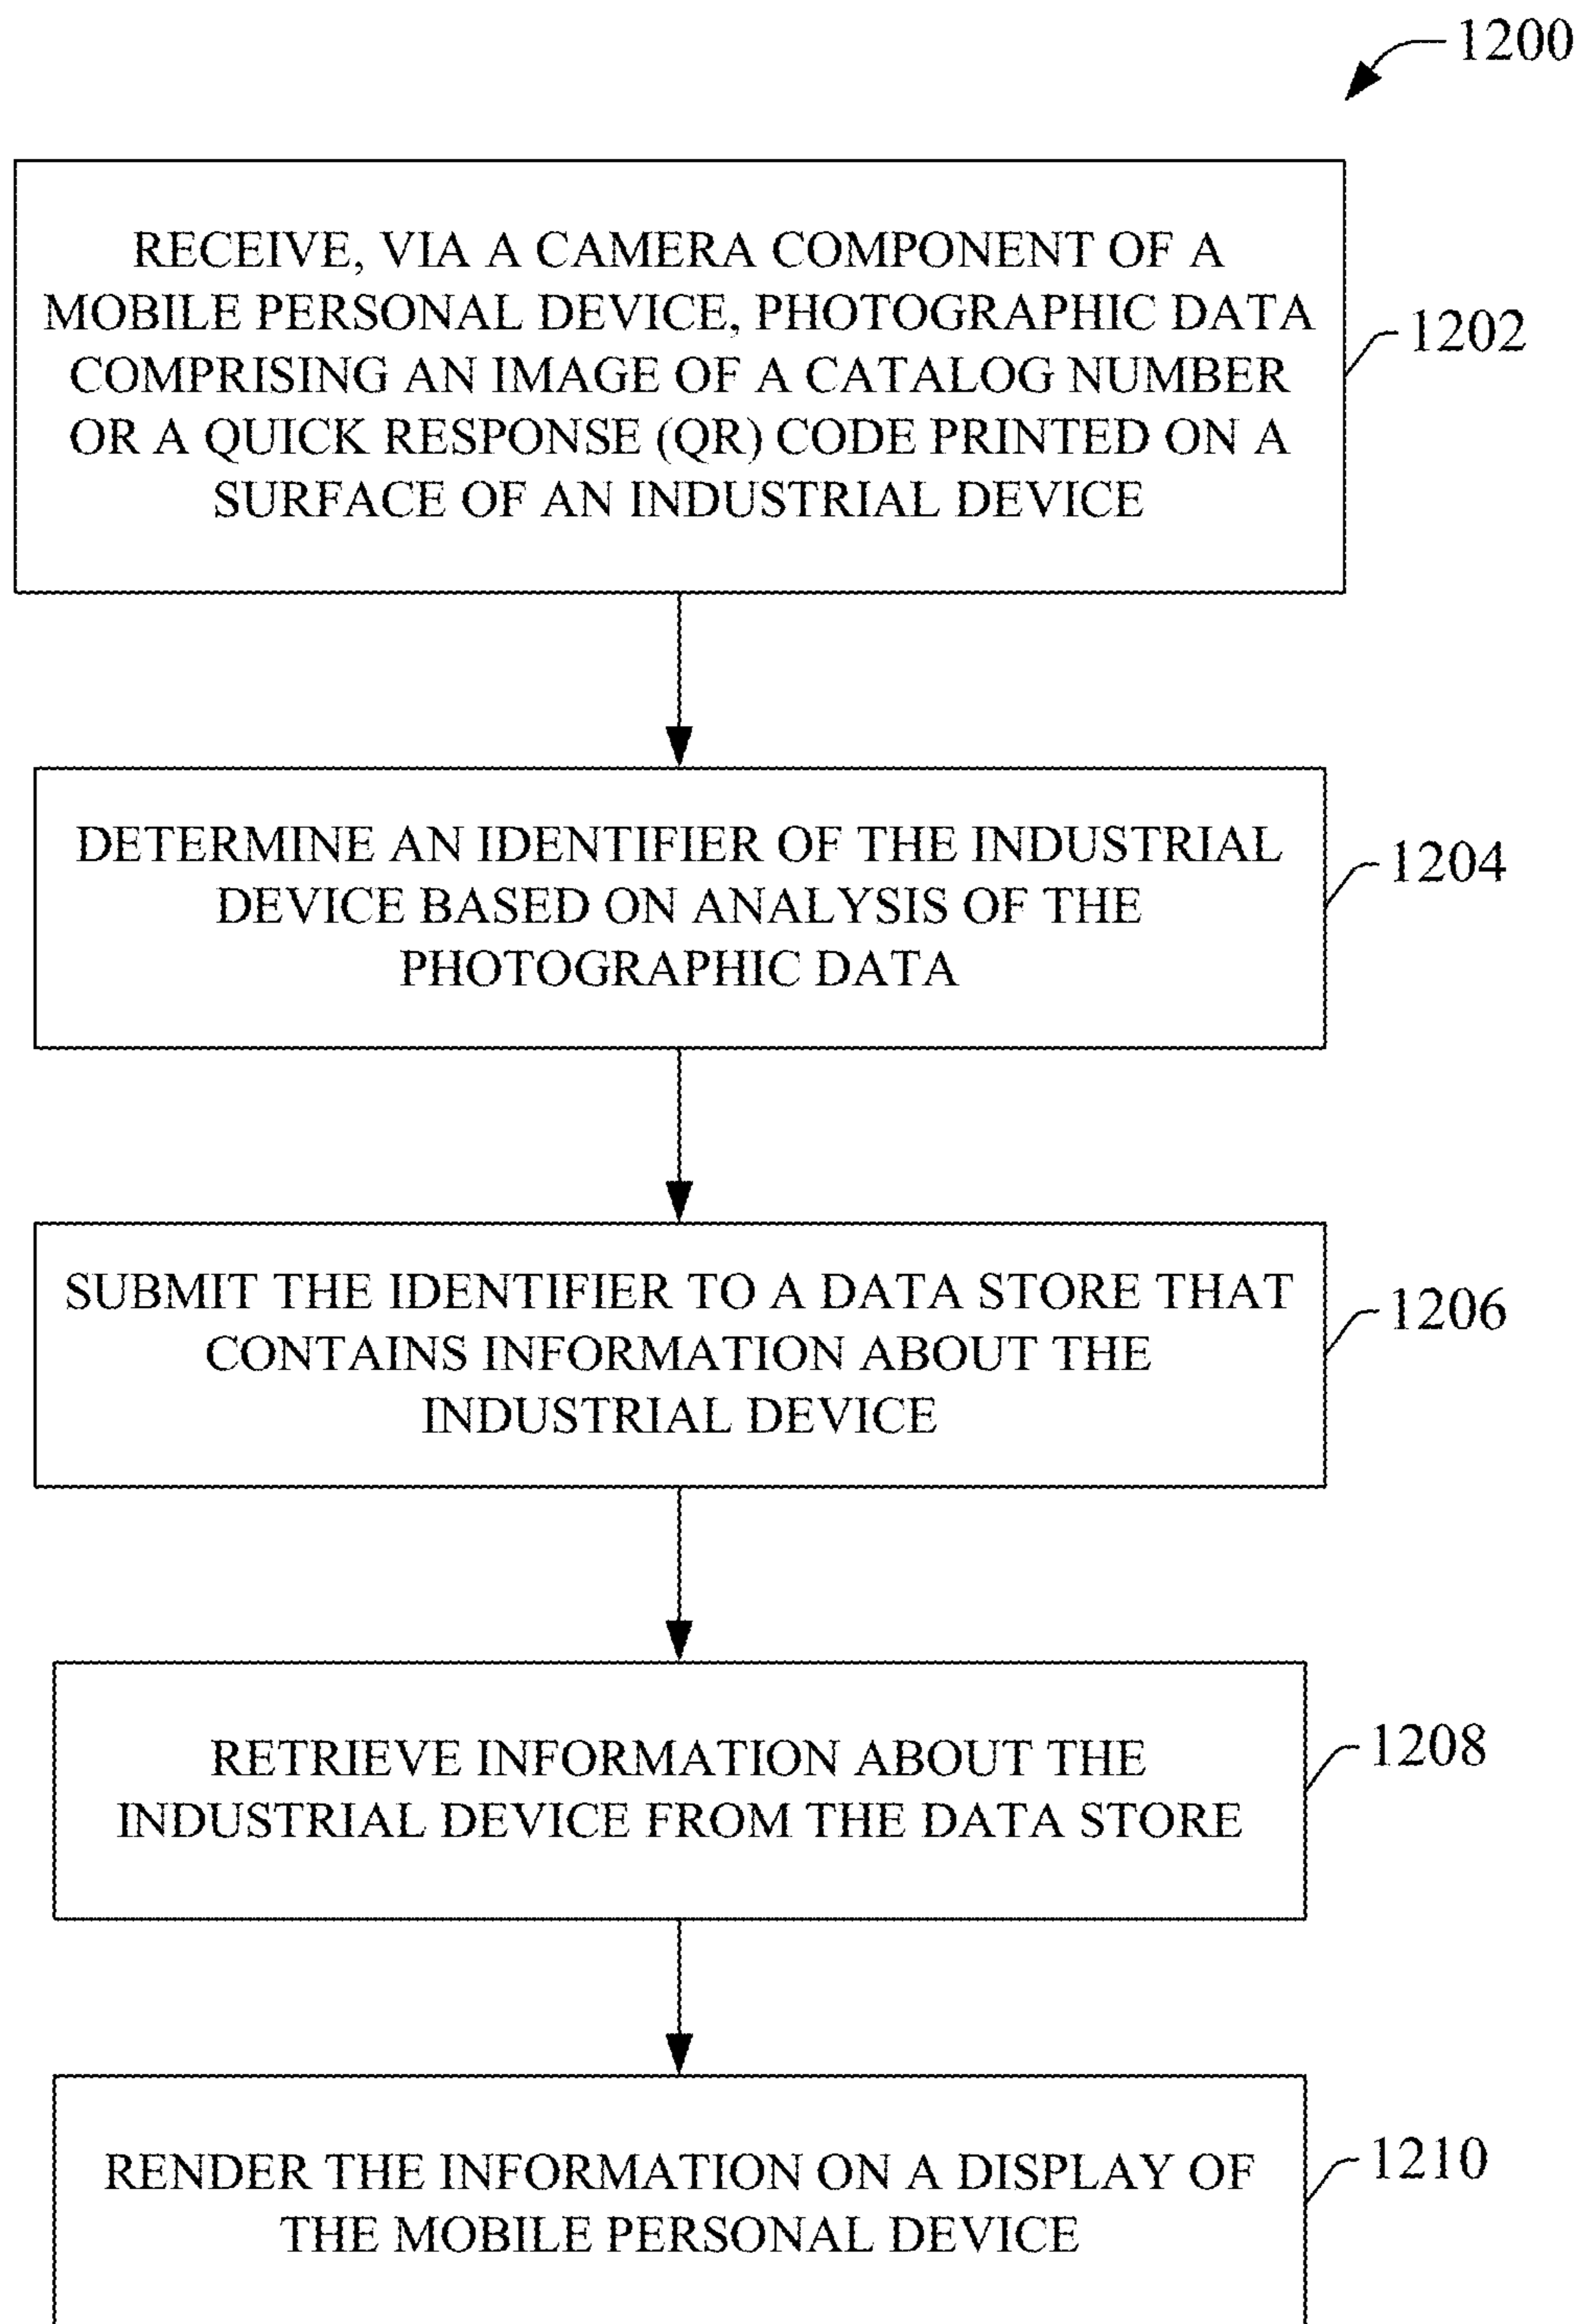 1200
RECEIVE, VIA A CAMERA COMPONENT OF A
MOBILE PERSONAL DEVICE, PHOTOGRAPHIC DATA
COMPRISING AN IMAGE OF A CATALOG NUMBER
OR A QUICK RESPONSE (QR) CODE PRINTED ON A
SURFACE OF AN INDUSTRIAL DEVICE
1202
DETERMINE AN IDENTIFIER OF THE INDUSTRIAL
DEVICE BASED ON ANALYSIS OF THE
PHOTOGRAPHIC DATA
1204
SUBMIT THE IDENTIFIER TO A DATA STORE THAT
CONTAINS INFORMATION ABOUT THE
INDUSTRIAL DEVICE
1206
RETRIEVE INFORMATION ABOUT THE
INDUSTRIAL DEVICE FROM THE DATA STORE
1208
RENDER THE INFORMATION ON A DISPLAY OF
THE MOBILE PERSONAL DEVICE
1210